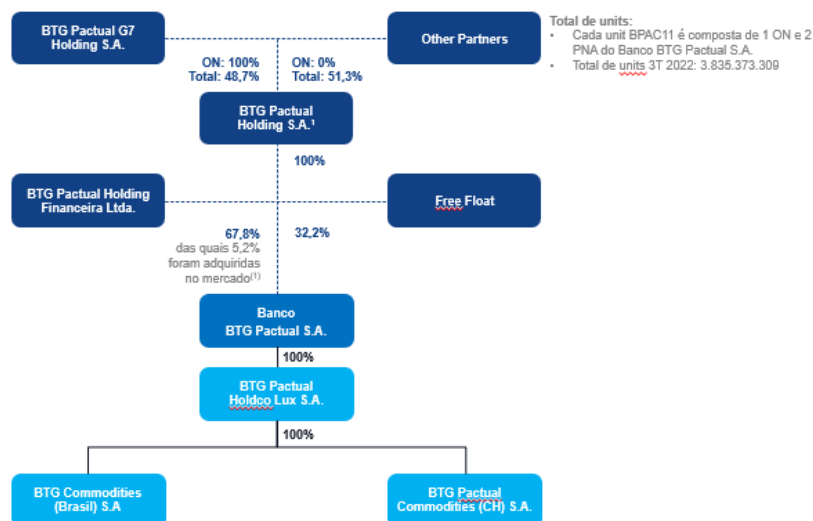 BTG Pactual G7
Holding S.A.
Other Partners
Total de units:
• Cada unit BPAC11 é composta de 1 ON e 2
PNA do Banco BTG Pactual S.A.
• Total de units 3T 2022: 3.835.373.309
ON: 100%
Total: 48,7%
ON: 0%
Total: 51,3%
BTG Pactual
Holding S.A.¹
100%
BTG Pactual Holding
Financeira Ltda.
Free Float
67,8%
das quais 5,2%
foram adquiridas
no mercado(1)
32,2%
Banco
BTG Pactual S.A.
100%
BTG Pactual
Holdco Lux S.A.
100%
BTG Commodities
(Brasil) S.A
BTG Pactual
Commodities (CH) S.A.